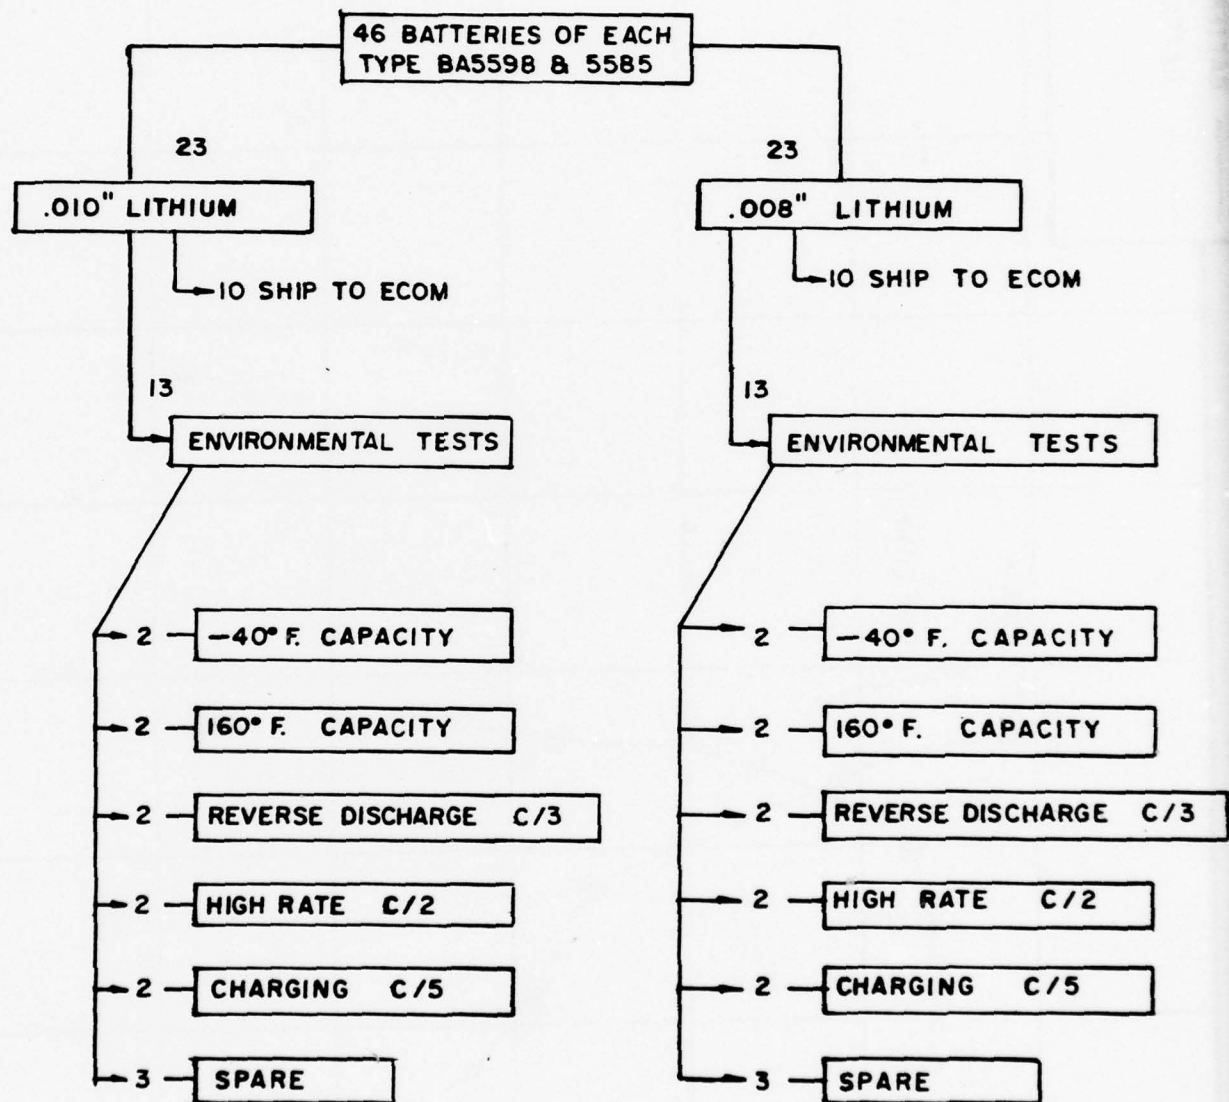 46 BATTERIES OF EACH
TYPE BA5598 & 5585
23
23
.010" LITHIUM
.008" LITHIUM
10 SHIP TO ECOM
10 SHIP TO ECOM
13
13
ENVIRONMENTAL TESTS
ENVIRONMENTAL TESTS
2 -40° F. CAPACITY
2 -40° F. CAPACITY
2 160° F. CAPACITY
2 160° F. CAPACITY
2 REVERSE DISCHARGE C/3
2 REVERSE DISCHARGE C/3
2 HIGH RATE C/2
2 HIGH RATE C/2
2 CHARGING C/5
2 CHARGING C/5
3 SPARE
3 SPARE